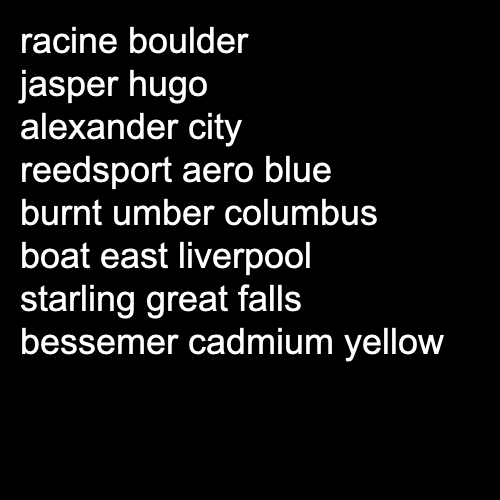 racine boulder
jasper hugo
alexander city
reedsport aero blue
burnt umber columbus
boat east liverpool
starling great falls
bessemer cadmium yellow